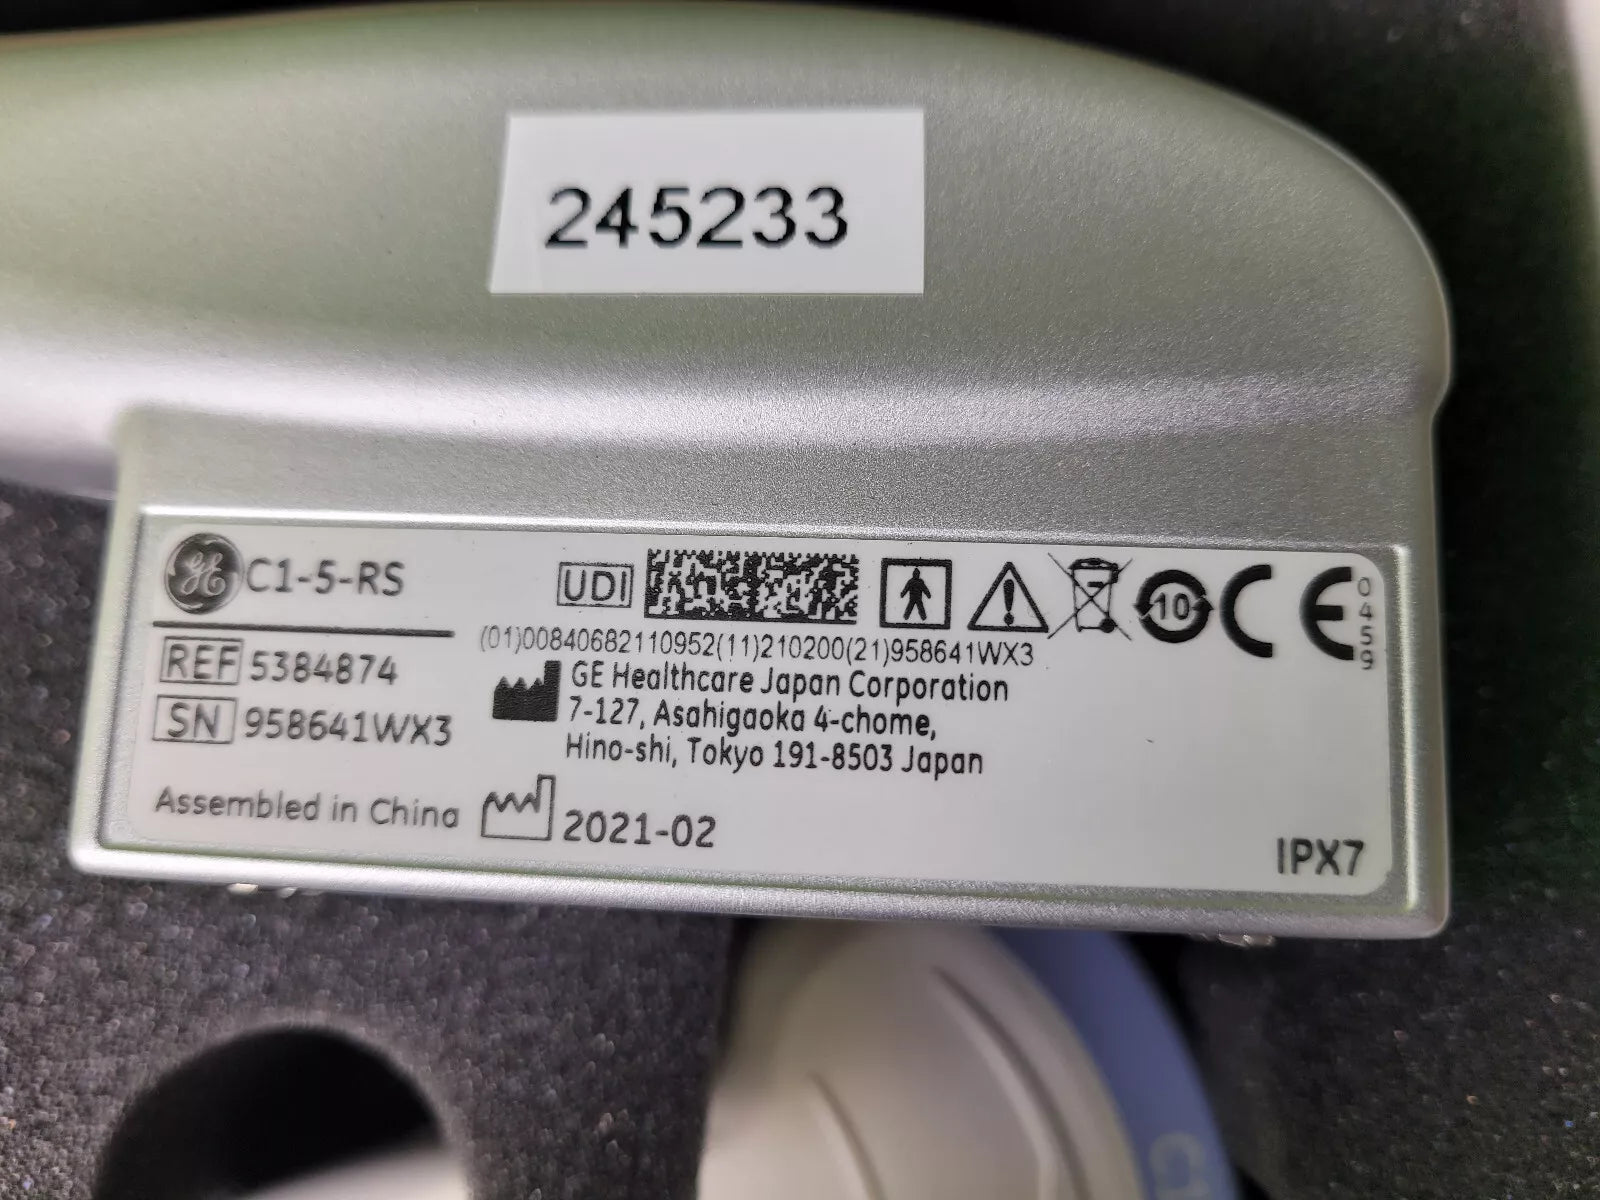 245233
GE C1-5-RS
UDI
10
CE 0459
(01)00840682110952(11)210200(21)958641WX3
REF 5384874
SN 958641WX3
GE Healthcare Japan Corporation
7-127, Asahigaoka 4-chome,
Hino-shi, Tokyo 191-8503 Japan
Assembled in China
2021-02
IPX7